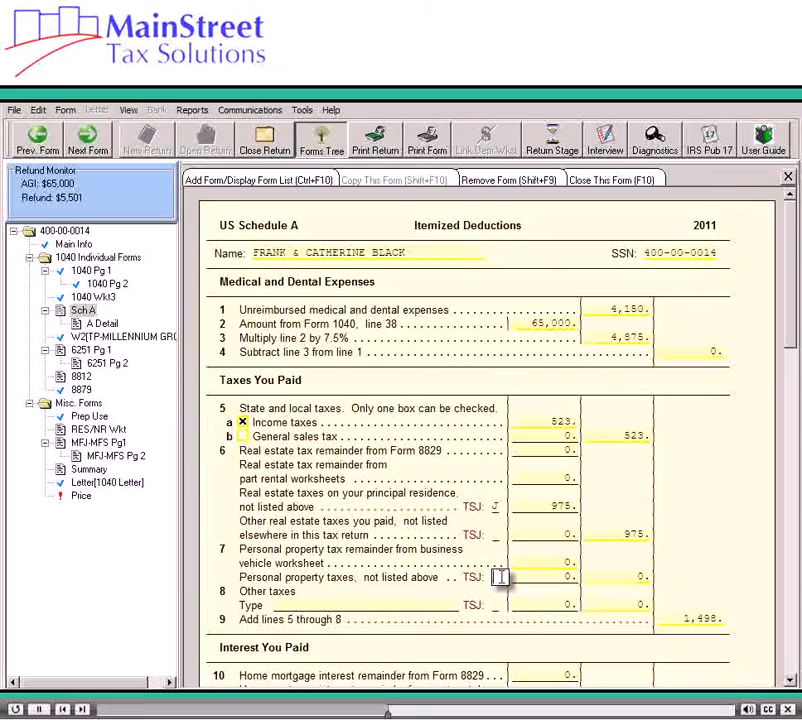 MainStreet
Tax Solutions
File Edit Form Letter View Bank Reports Communications Tools Help
Prev. Form Next Form New Return Open Return Close Return Forms Tree Print Return Print Form Link Depr.Wkst Return Stage Interview Diagnostics IRS Pub 17 User Guide
Refund Monitor
AGI: $65,000
Refund: $5,501
Add Form/Display Form List (Ctrl+F10) Copy This Form (Shift+F10) Remove Form (Shift+F9) Close This Form (F10)
400-00-0014
Main Info
1040 Individual Forms
1040 Pg 1
1040 Pg 2
1040 Wkt3
Sch A
A Detail
W2[TP-MILLENNIUM GRO
6251 Pg 1
6251 Pg 2
8812
8879
Misc. Forms
Prep Use
RES/NR Wkt
MFJ-MFS Pg1
MFJ-MFS Pg 2
Summary
Letter[1040 Letter]
Price
US Schedule A Itemized Deductions 2011
Name: FRANK & CATHERINE BLACK SSN: 400-00-0014
Medical and Dental Expenses
1 Unreimbursed medical and dental expenses 4,150.
2 Amount from Form 1040, line 38 65,000.
3 Multiply line 2 by 7.5% 4,875.
4 Subtract line 3 from line 1 0.
Taxes You Paid
5 State and local taxes. Only one box can be checked.
a X Income taxes 523.
b General sales tax 0. 523.
6 Real estate tax remainder from Form 8829 0.
Real estate tax remainder from
part rental worksheets 0.
Real estate taxes on your principal residence,
not listed above TSJ: J 975.
Other real estate taxes you paid, not listed
elsewhere in this tax return TSJ: 0. 975.
7 Personal property tax remainder from business
vehicle worksheet 0.
Personal property taxes, not listed above TSJ: 0. 0.
8 Other taxes
Type TSJ: 0. 0.
9 Add lines 5 through 8 1,498.
Interest You Paid
10 Home mortgage interest remainder from Form 8829 0.
CC